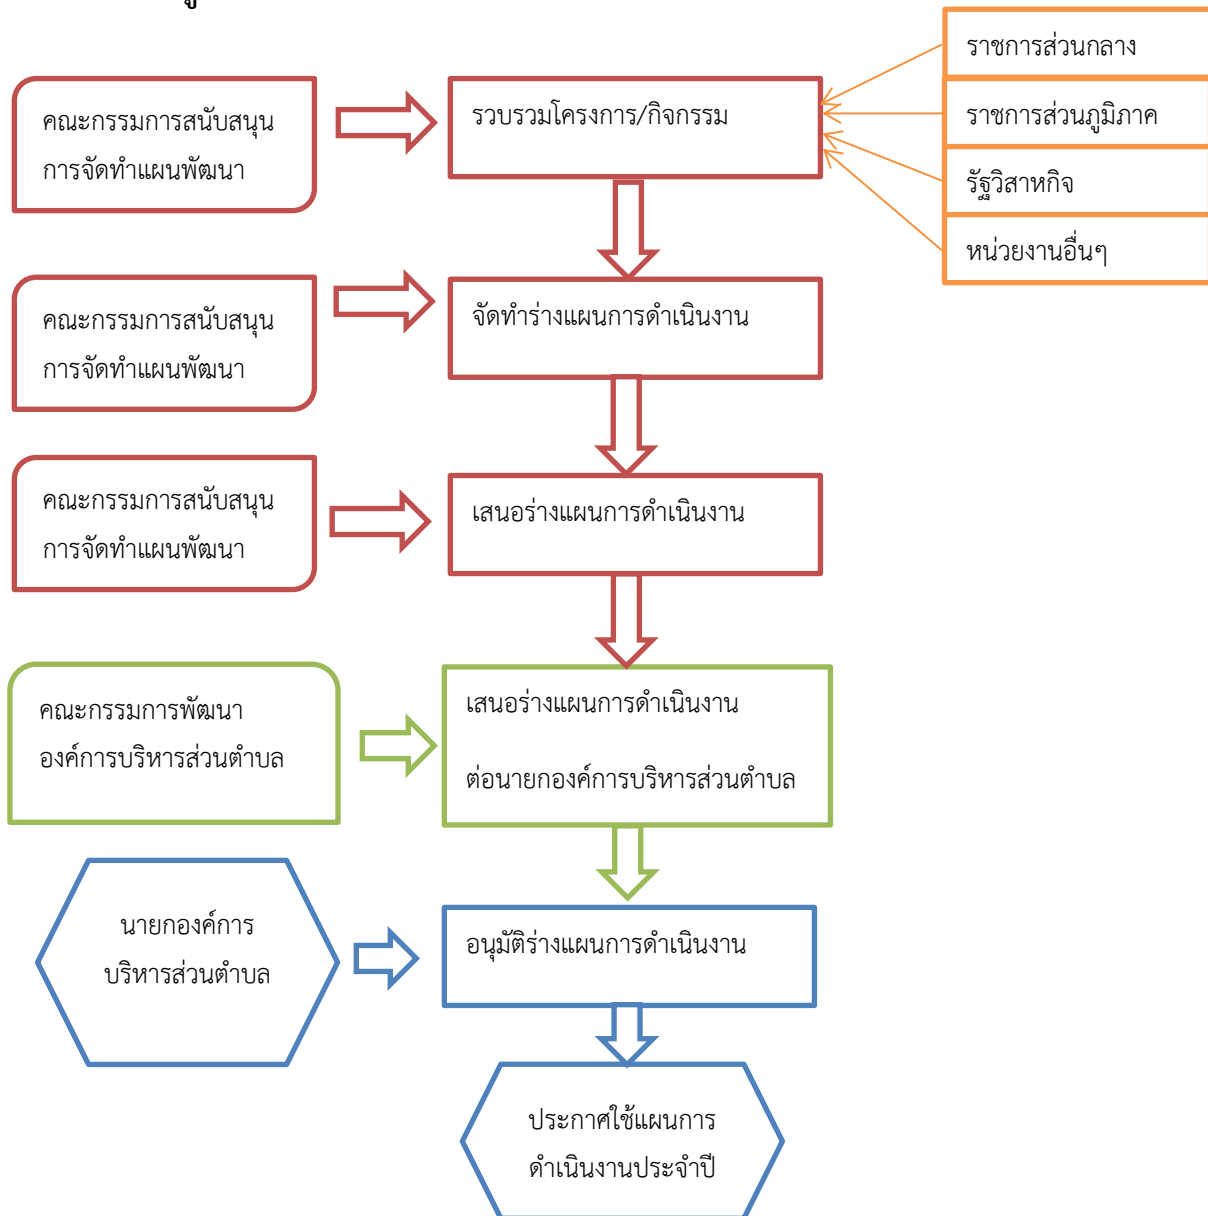 ราชการส่วนกลาง
คณะกรรมการสนับสนุน
การจัดทำแผนพัฒนา
รวบรวมโครงการ/กิจกรรม
ราชการส่วนภูมิภาค
รัฐวิสาหกิจ
หน่วยงานอื่นๆ
คณะกรรมการสนับสนุน
การจัดทำแผนพัฒนา
จัดทำร่างแผนการดำเนินงาน
คณะกรรมการสนับสนุน
การจัดทำแผนพัฒนา
เสนอร่างแผนการดำเนินงาน
คณะกรรมการพัฒนา
องค์การบริหารส่วนตำบล
เสนอร่างแผนการดำเนินงาน
ต่อนายกองค์การบริหารส่วนตำบล
นายกองค์การ
บริหารส่วนตำบล
อนุมัติร่างแผนการดำเนินงาน
ประกาศใช้แผนการ
ดำเนินงานประจำปี